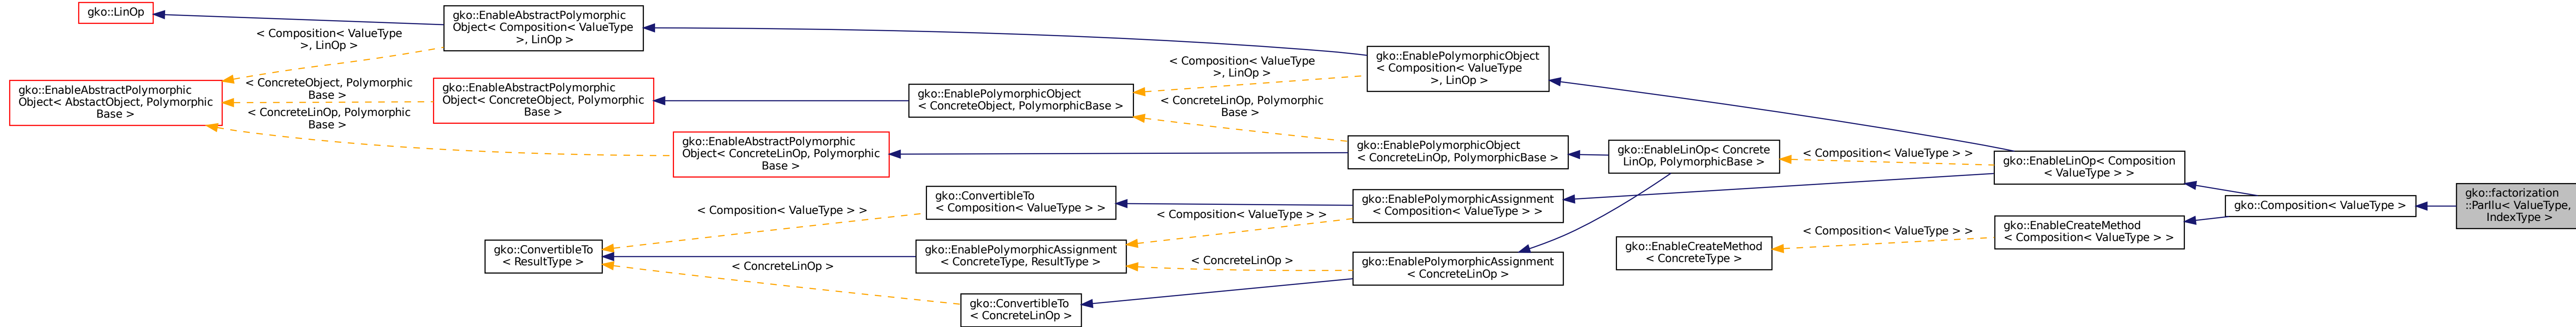 gko::LinOp
gko::EnableAbstractPolymorphic
Object< Composition< ValueType
>, LinOp >
< Composition< ValueType
>, LinOp >
gko::EnableAbstractPolymorphic
Object< AbstactObject, Polymorphic
Base >
< ConcreteObject, Polymorphic
Base >
< ConcreteLinOp, Polymorphic
Base >
gko::EnableAbstractPolymorphic
Object< ConcreteObject, Polymorphic
Base >
gko::EnableAbstractPolymorphic
Object< ConcreteLinOp, Polymorphic
Base >
gko::EnablePolymorphicObject
< ConcreteObject, PolymorphicBase >
< Composition< ValueType
>, LinOp >
< ConcreteLinOp, Polymorphic
Base >
gko::EnablePolymorphicObject
< Composition< ValueType
>, LinOp >
gko::EnablePolymorphicObject
< ConcreteLinOp, PolymorphicBase >
gko::EnableLinOp< Concrete
LinOp, PolymorphicBase >
< Composition< ValueType > >
gko::EnableLinOp< Composition
< ValueType > >
gko::ConvertibleTo
< ResultType >
< Composition< ValueType > >
gko::ConvertibleTo
< Composition< ValueType > >
< Composition< ValueType > >
gko::EnablePolymorphicAssignment
< Composition< ValueType > >
gko::EnablePolymorphicAssignment
< ConcreteType, ResultType >
< ConcreteLinOp >
< ConcreteLinOp >
gko::EnablePolymorphicAssignment
< ConcreteLinOp >
gko::ConvertibleTo
< ConcreteLinOp >
gko::EnableCreateMethod
< ConcreteType >
< Composition< ValueType > >
gko::EnableCreateMethod
< Composition< ValueType > >
gko::Composition< ValueType >
gko::factorization
::ParIlu< ValueType,
IndexType >